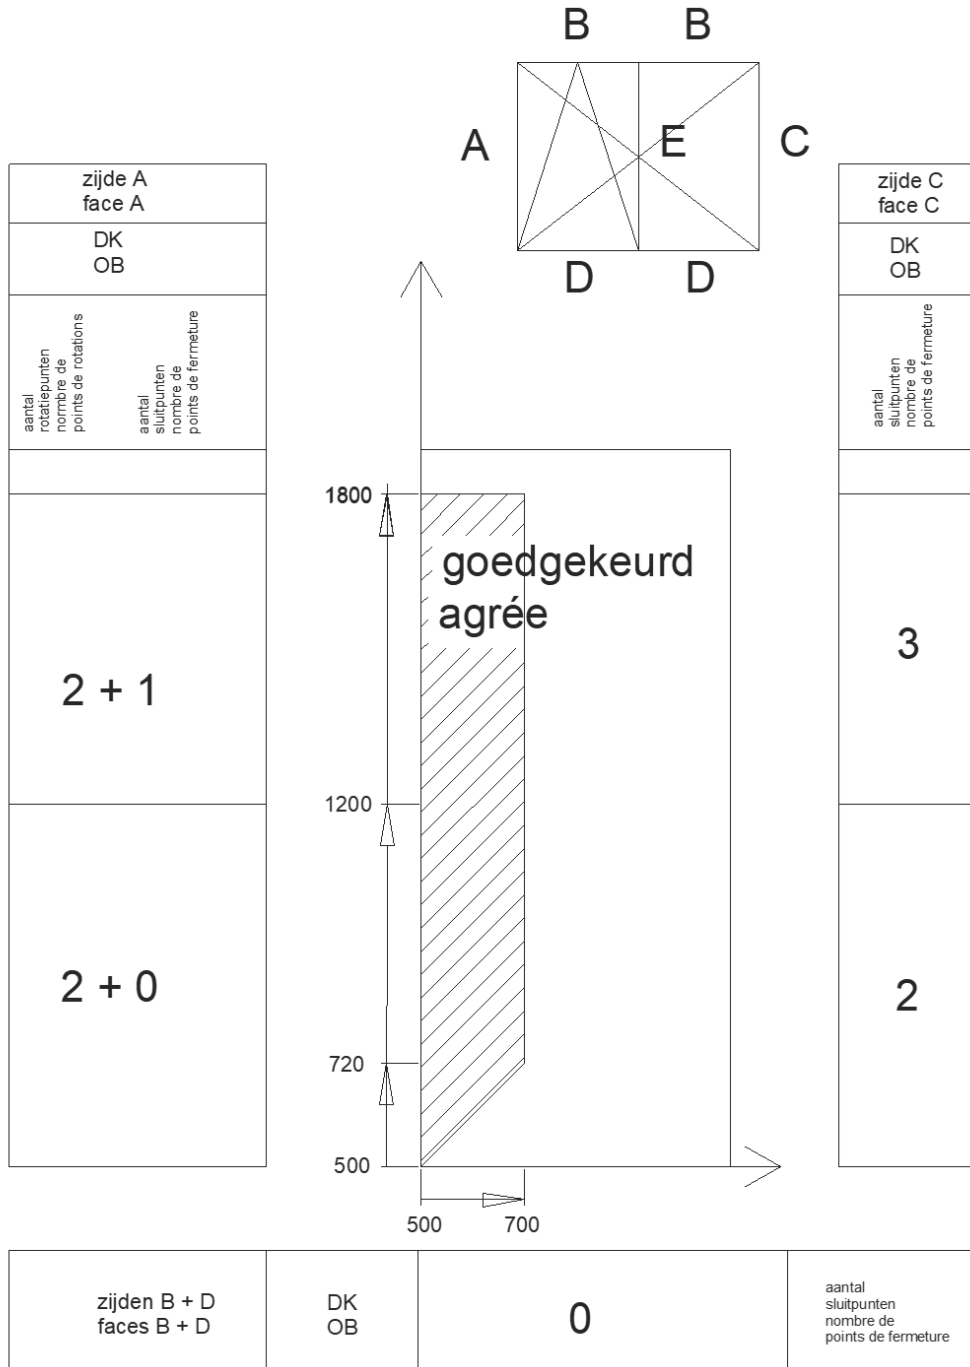 B B
A E C
D D
zijde A
face A
DK
OB
aantal
rotatiepunten
normbre de
points de rotations
aantal
sluitpunten
nombre de
points de fermeture
2 + 1
2 + 0
1800
1200
720
500
goedgekeurd
agrée
500 700
zijde C
face C
DK
OB
aantal
sluitpunten
nombre de
points de fermeture
3
2
zijden B + D
faces B + D
DK
OB
0
aantal
sluitpunten
nombre de
points de fermeture